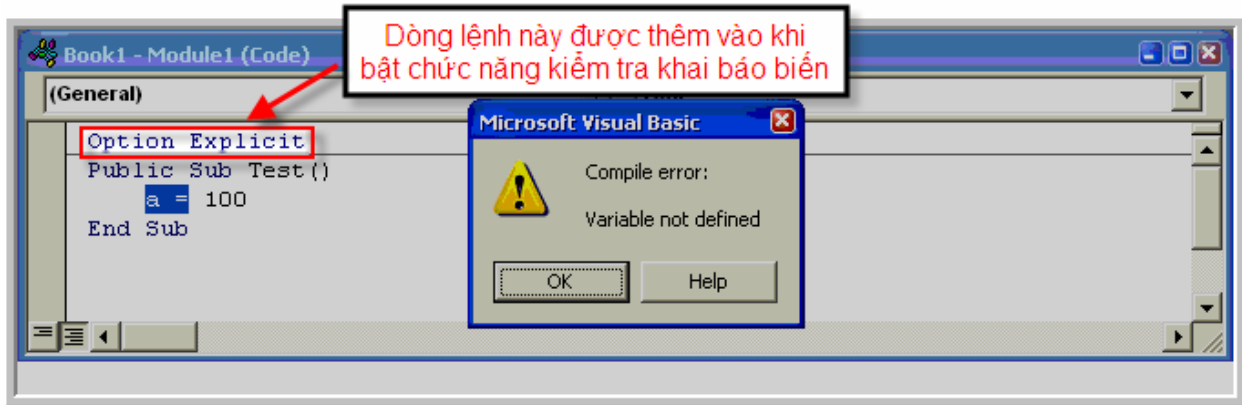 Dòng lệnh này được thêm vào khi
bật chức năng kiểm tra khai báo biến
Book1 - Module1 (Code)
(General)
Option Explicit
Public Sub Test()
a = 100
End Sub
Microsoft Visual Basic
Compile error:
Variable not defined
OK
Help